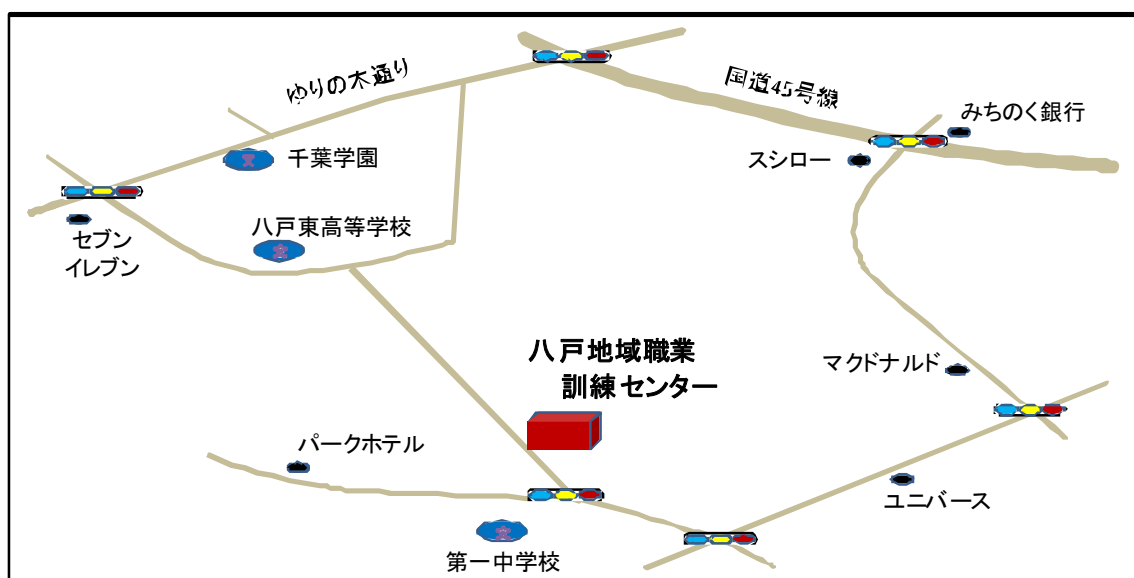 ゆりの木通り
国道45号線
みちのく銀行
スシロー
千葉学園
八戸東高等学校
セブン
イレブン
八戸地域職業
訓練センター
マクドナルド
パークホテル
ユニバース
第一中学校